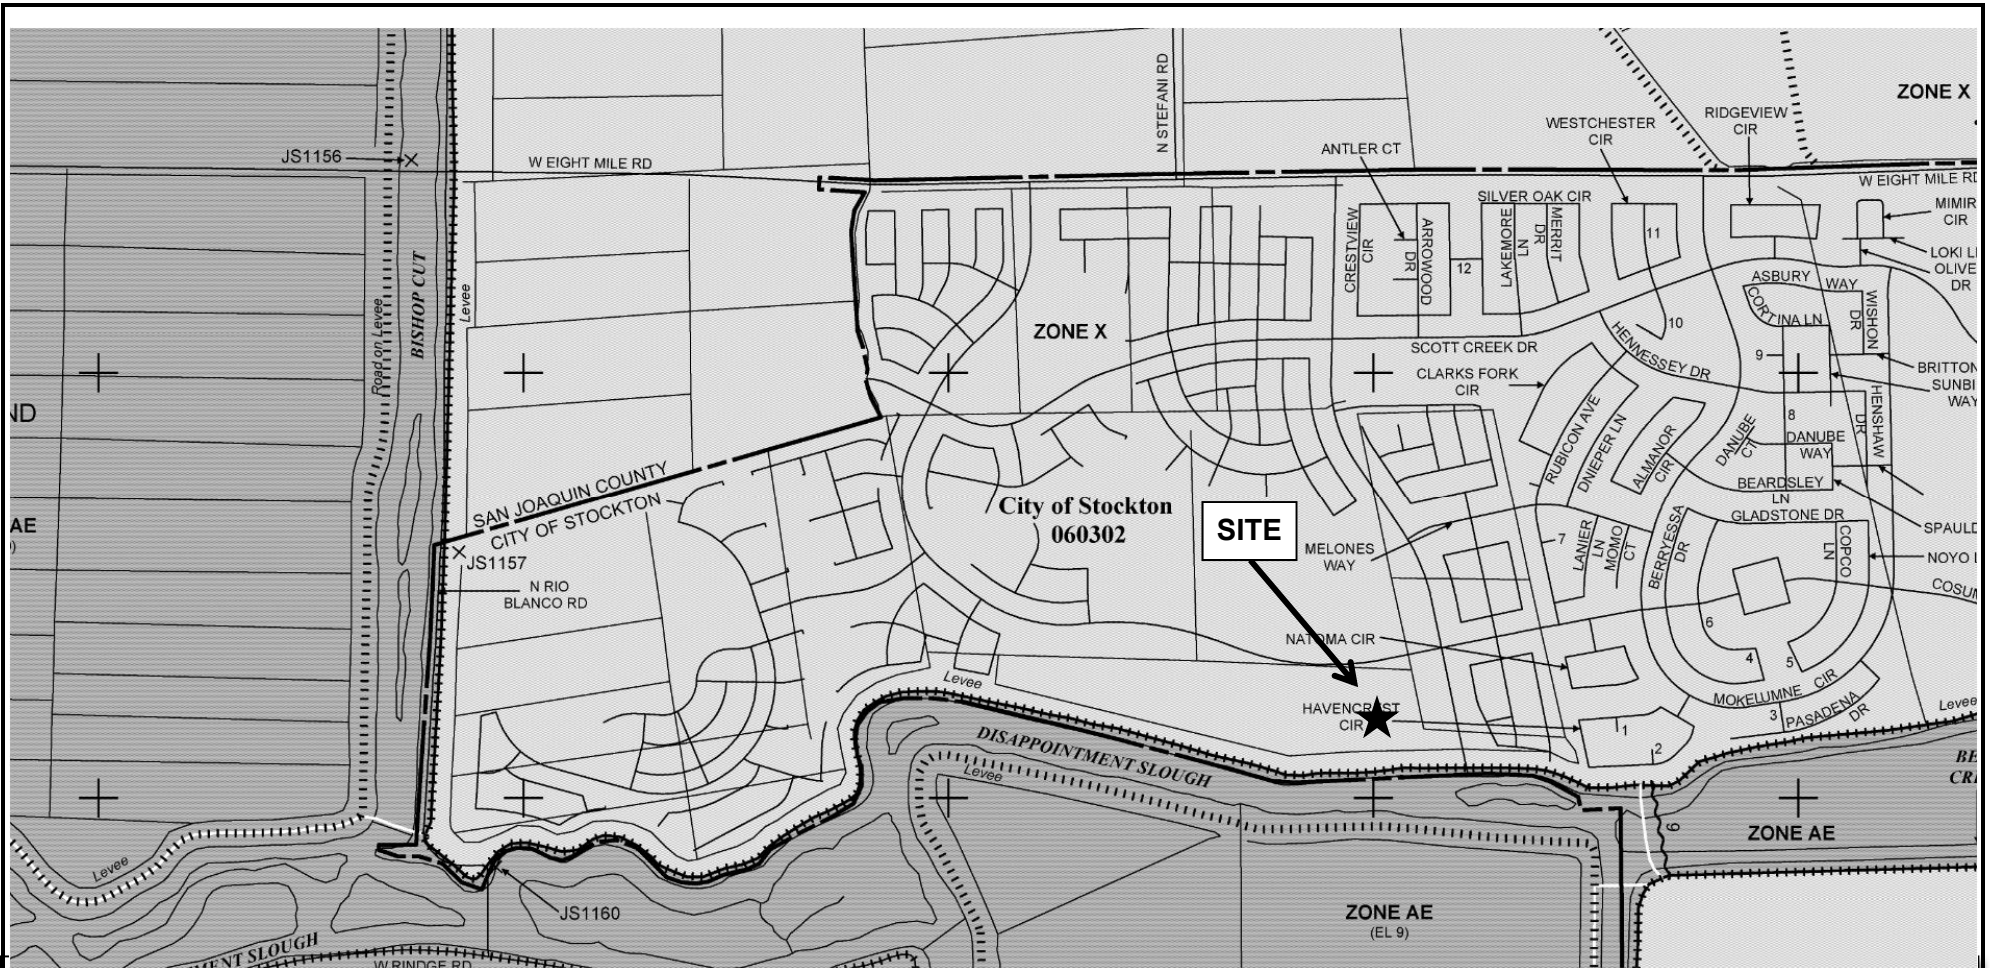 ZONE X
RIDGEVIEW
CIR
WESTCHESTER
CIR
N STEFANI RD
ANTLER CT
JS1156
W EIGHT MILE RD
W EIGHT MILE RD
SILVER OAK CIR
MIMIR
CIR
CRESTVIEW
CIR
ARROWOOD
DR
LAKEMORE
LN
MERRIT
DR
11
12
LOKI
OLIVE
DR
ASBURY WAY
CORTINA LN
WISHON
DR
BISHOP CUT
Levee
Road on Levee
ZONE X
10
SCOTT CREEK DR
HENNESSEY DR
9
BRITTON
SUNBI
WAY
CLARKS FORK
CIR
HENSHAW
DR
8
ND
RUBICON AVE
DNIEPER LN
ALMANOR
CIR
DANUBE
CT
DANUBE
WAY
BEARDSLEY
LN
SAN JOAQUIN COUNTY
CITY OF STOCKTON
City of Stockton
060302
SITE
GLADSTONE DR
SPAULD
AE
MELONES
WAY
7
LANIER
LN
MOMO
CT
BERRYESSA
DR
COPCO
LN
NOYO
COSUM
JS1157
N RIO
BLANCO RD
NATOMA CIR
6
4
5
MOKELUMNE CIR
Levee
HAVENCREST
CIR
3
PASADENA
DR
Levee
1
2
DISAPPOINTMENT SLOUGH
Levee
BE
CR
ZONE AE
9
Levee
JS1160
ZONE AE
(EL 9)
MENT SLOUGH
W RINDGE RD